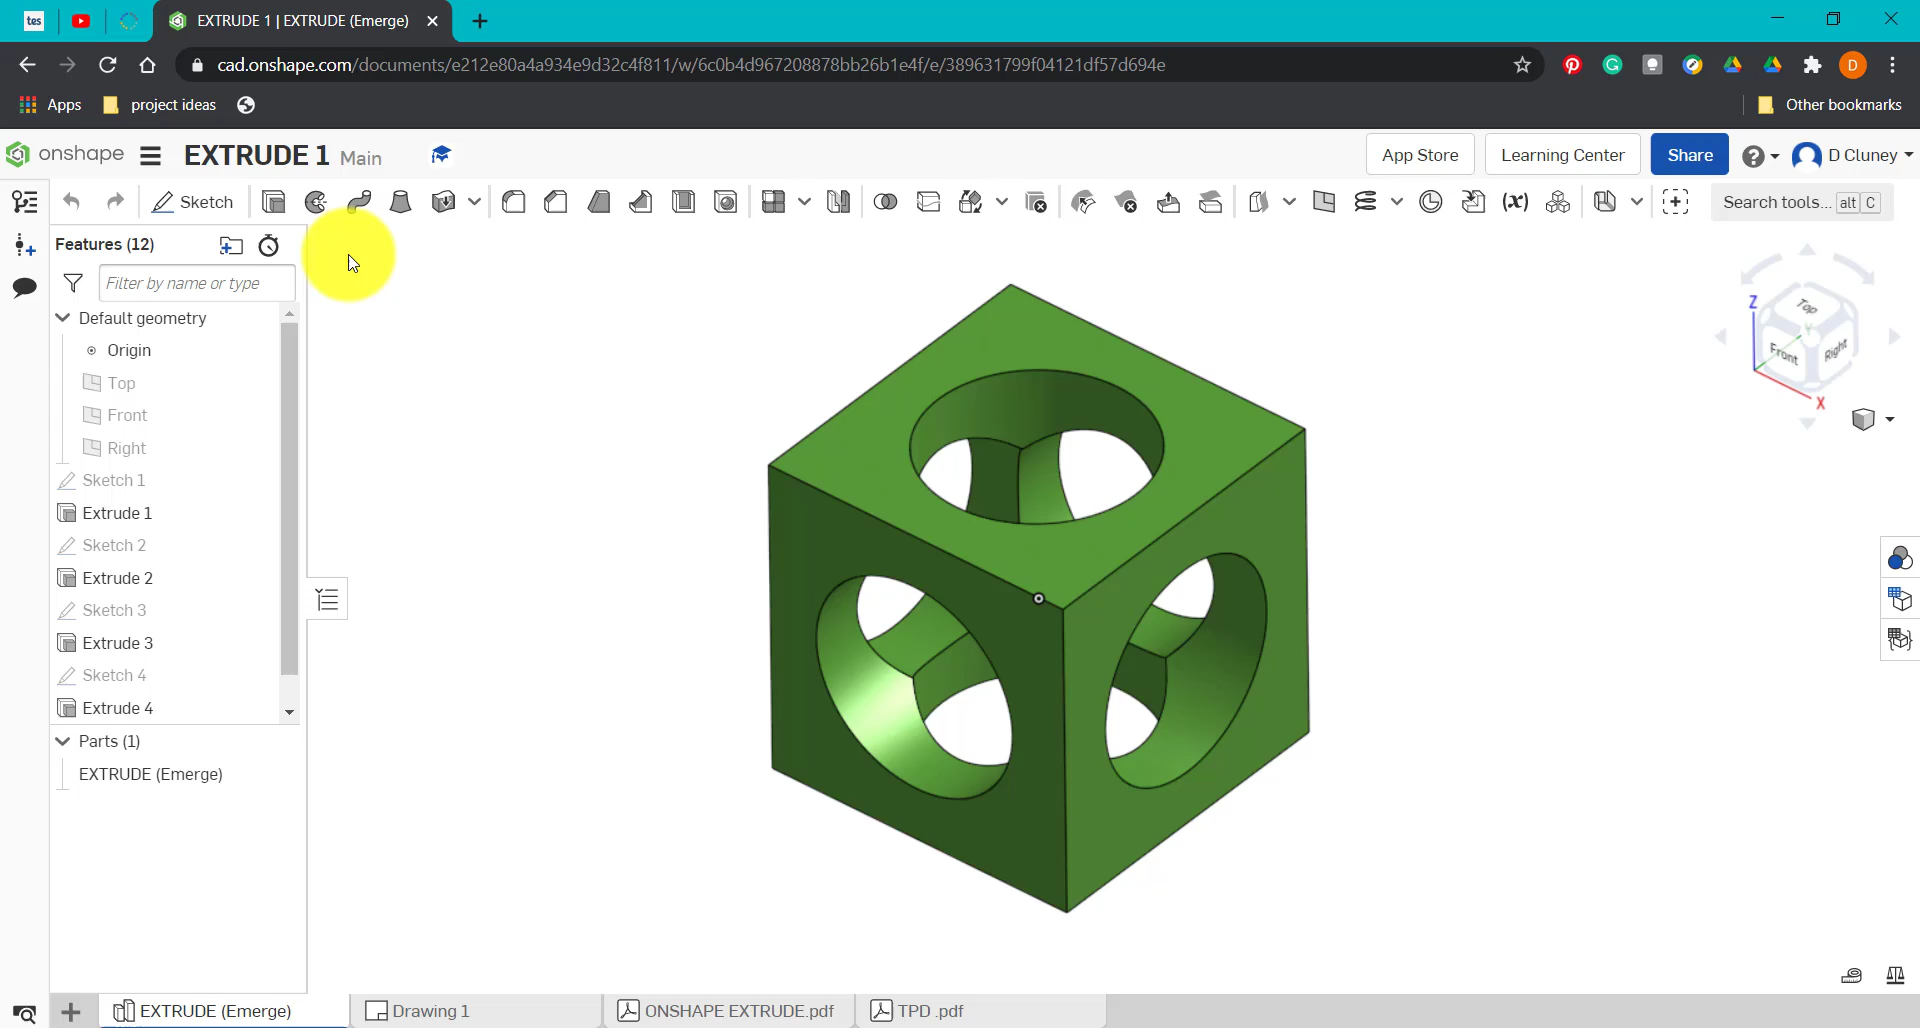 tes
EXTRUDE 1 | EXTRUDE (Emerge)
cad.onshape.com/documents/e212e80a4a934e9d32c4f811/w/6c0b4d967208878bb26b1e4f/e/389631799f04121df57d694e
D
Apps
project ideas
Other bookmarks
onshape
EXTRUDE 1 Main
App Store
Learning Center
Share
D Cluney
Sketch
(x)
Search tools... alt C
Features (12)
Filter by name or type
Default geometry
Origin
Top
Front
Right
Sketch 1
Extrude 1
Sketch 2
Extrude 2
Sketch 3
Extrude 3
Sketch 4
Extrude 4
Parts (1)
EXTRUDE (Emerge)
Z
Top
Y
Front
Right
X
EXTRUDE (Emerge)
Drawing 1
ONSHAPE EXTRUDE.pdf
TPD .pdf